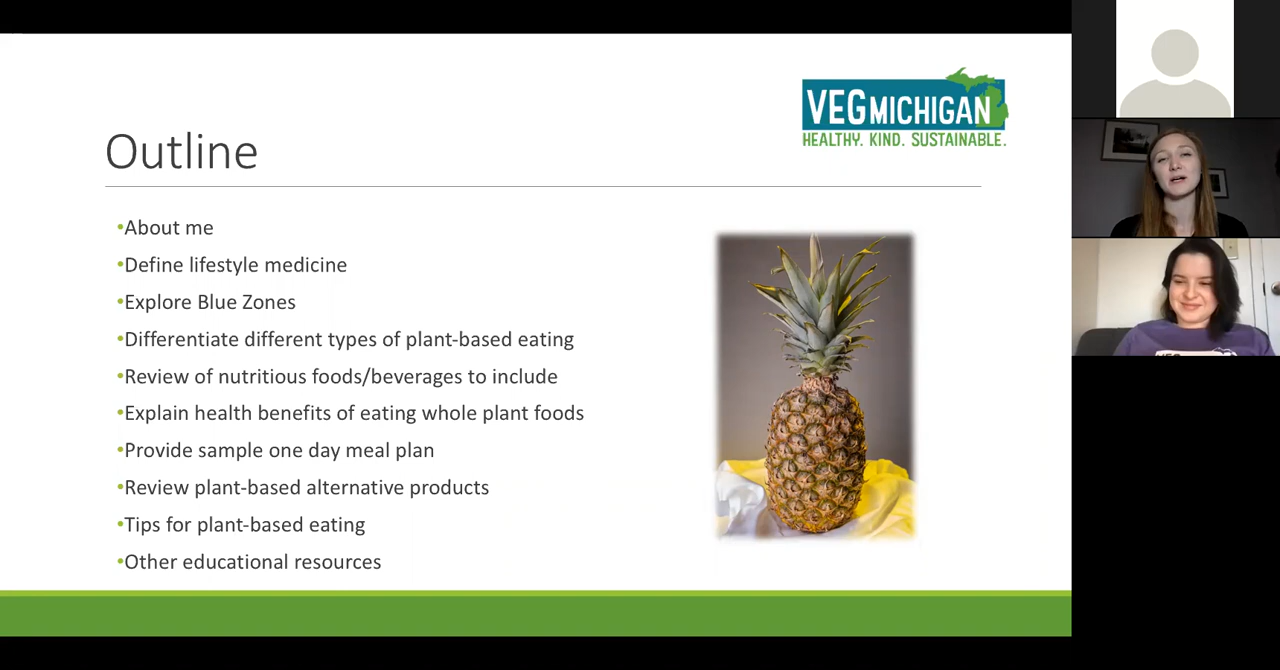 VEGMICHIGAN
HEALTHY. KIND. SUSTAINABLE.
Outline
•About me
•Define lifestyle medicine
•Explore Blue Zones
•Differentiate different types of plant-based eating
•Review of nutritious foods/beverages to include
•Explain health benefits of eating whole plant foods
•Provide sample one day meal plan
•Review plant-based alternative products
•Tips for plant-based eating
•Other educational resources